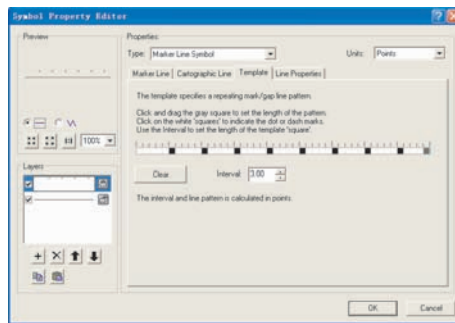 Symbol Property Editor
Preview
Properties:
Type: Marker Line Symbol
Units: Points
Marker Line
Cartographic Line
Template
Line Properties
The template specifies a repeating mark/gap line pattern.
Click and drag the gray square to set the length of the pattern.
Click on the white 'squares' to indicate the dot or dash marks.
Use the Interval to set the length of the template 'square'.
100%
Layers
Clear
Interval: 3.00
The interval and line pattern is calculated in points.
OK
Cancel